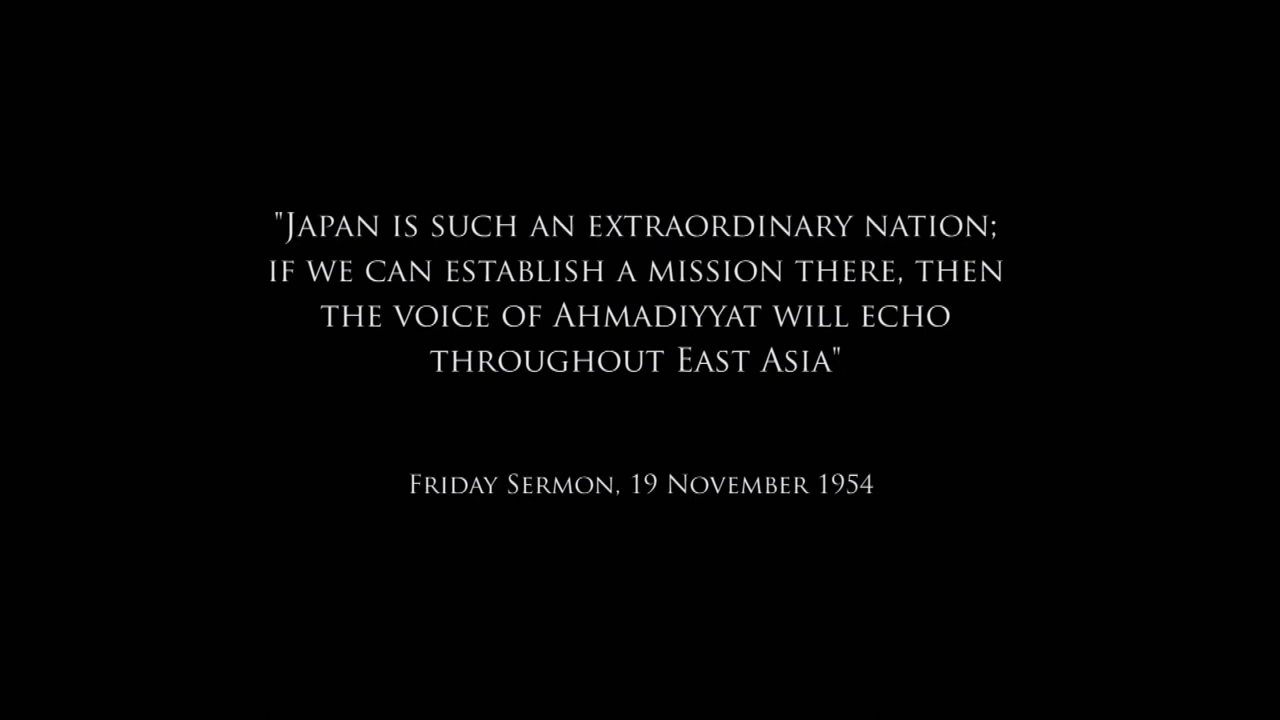 "Japan is such an extraordinary nation;
if we can establish a mission there, then
the voice of Ahmadiyyat will echo
throughout East Asia"
Friday Sermon, 19 November 1954